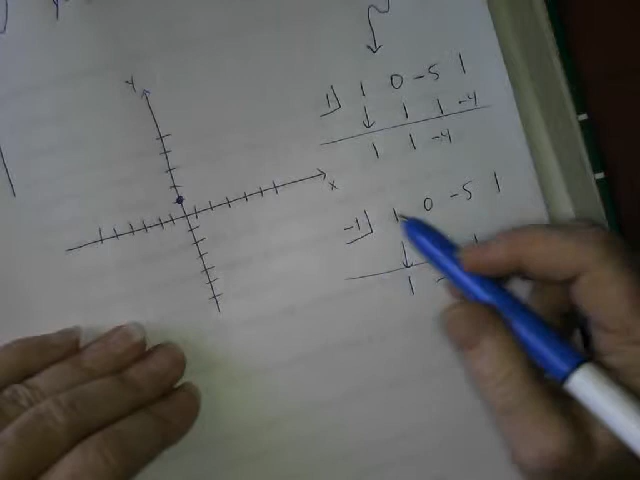 Y
X
1 1 0 -5 1
1 1 -4
1 1 -4
-1 1 0 -5 1
1